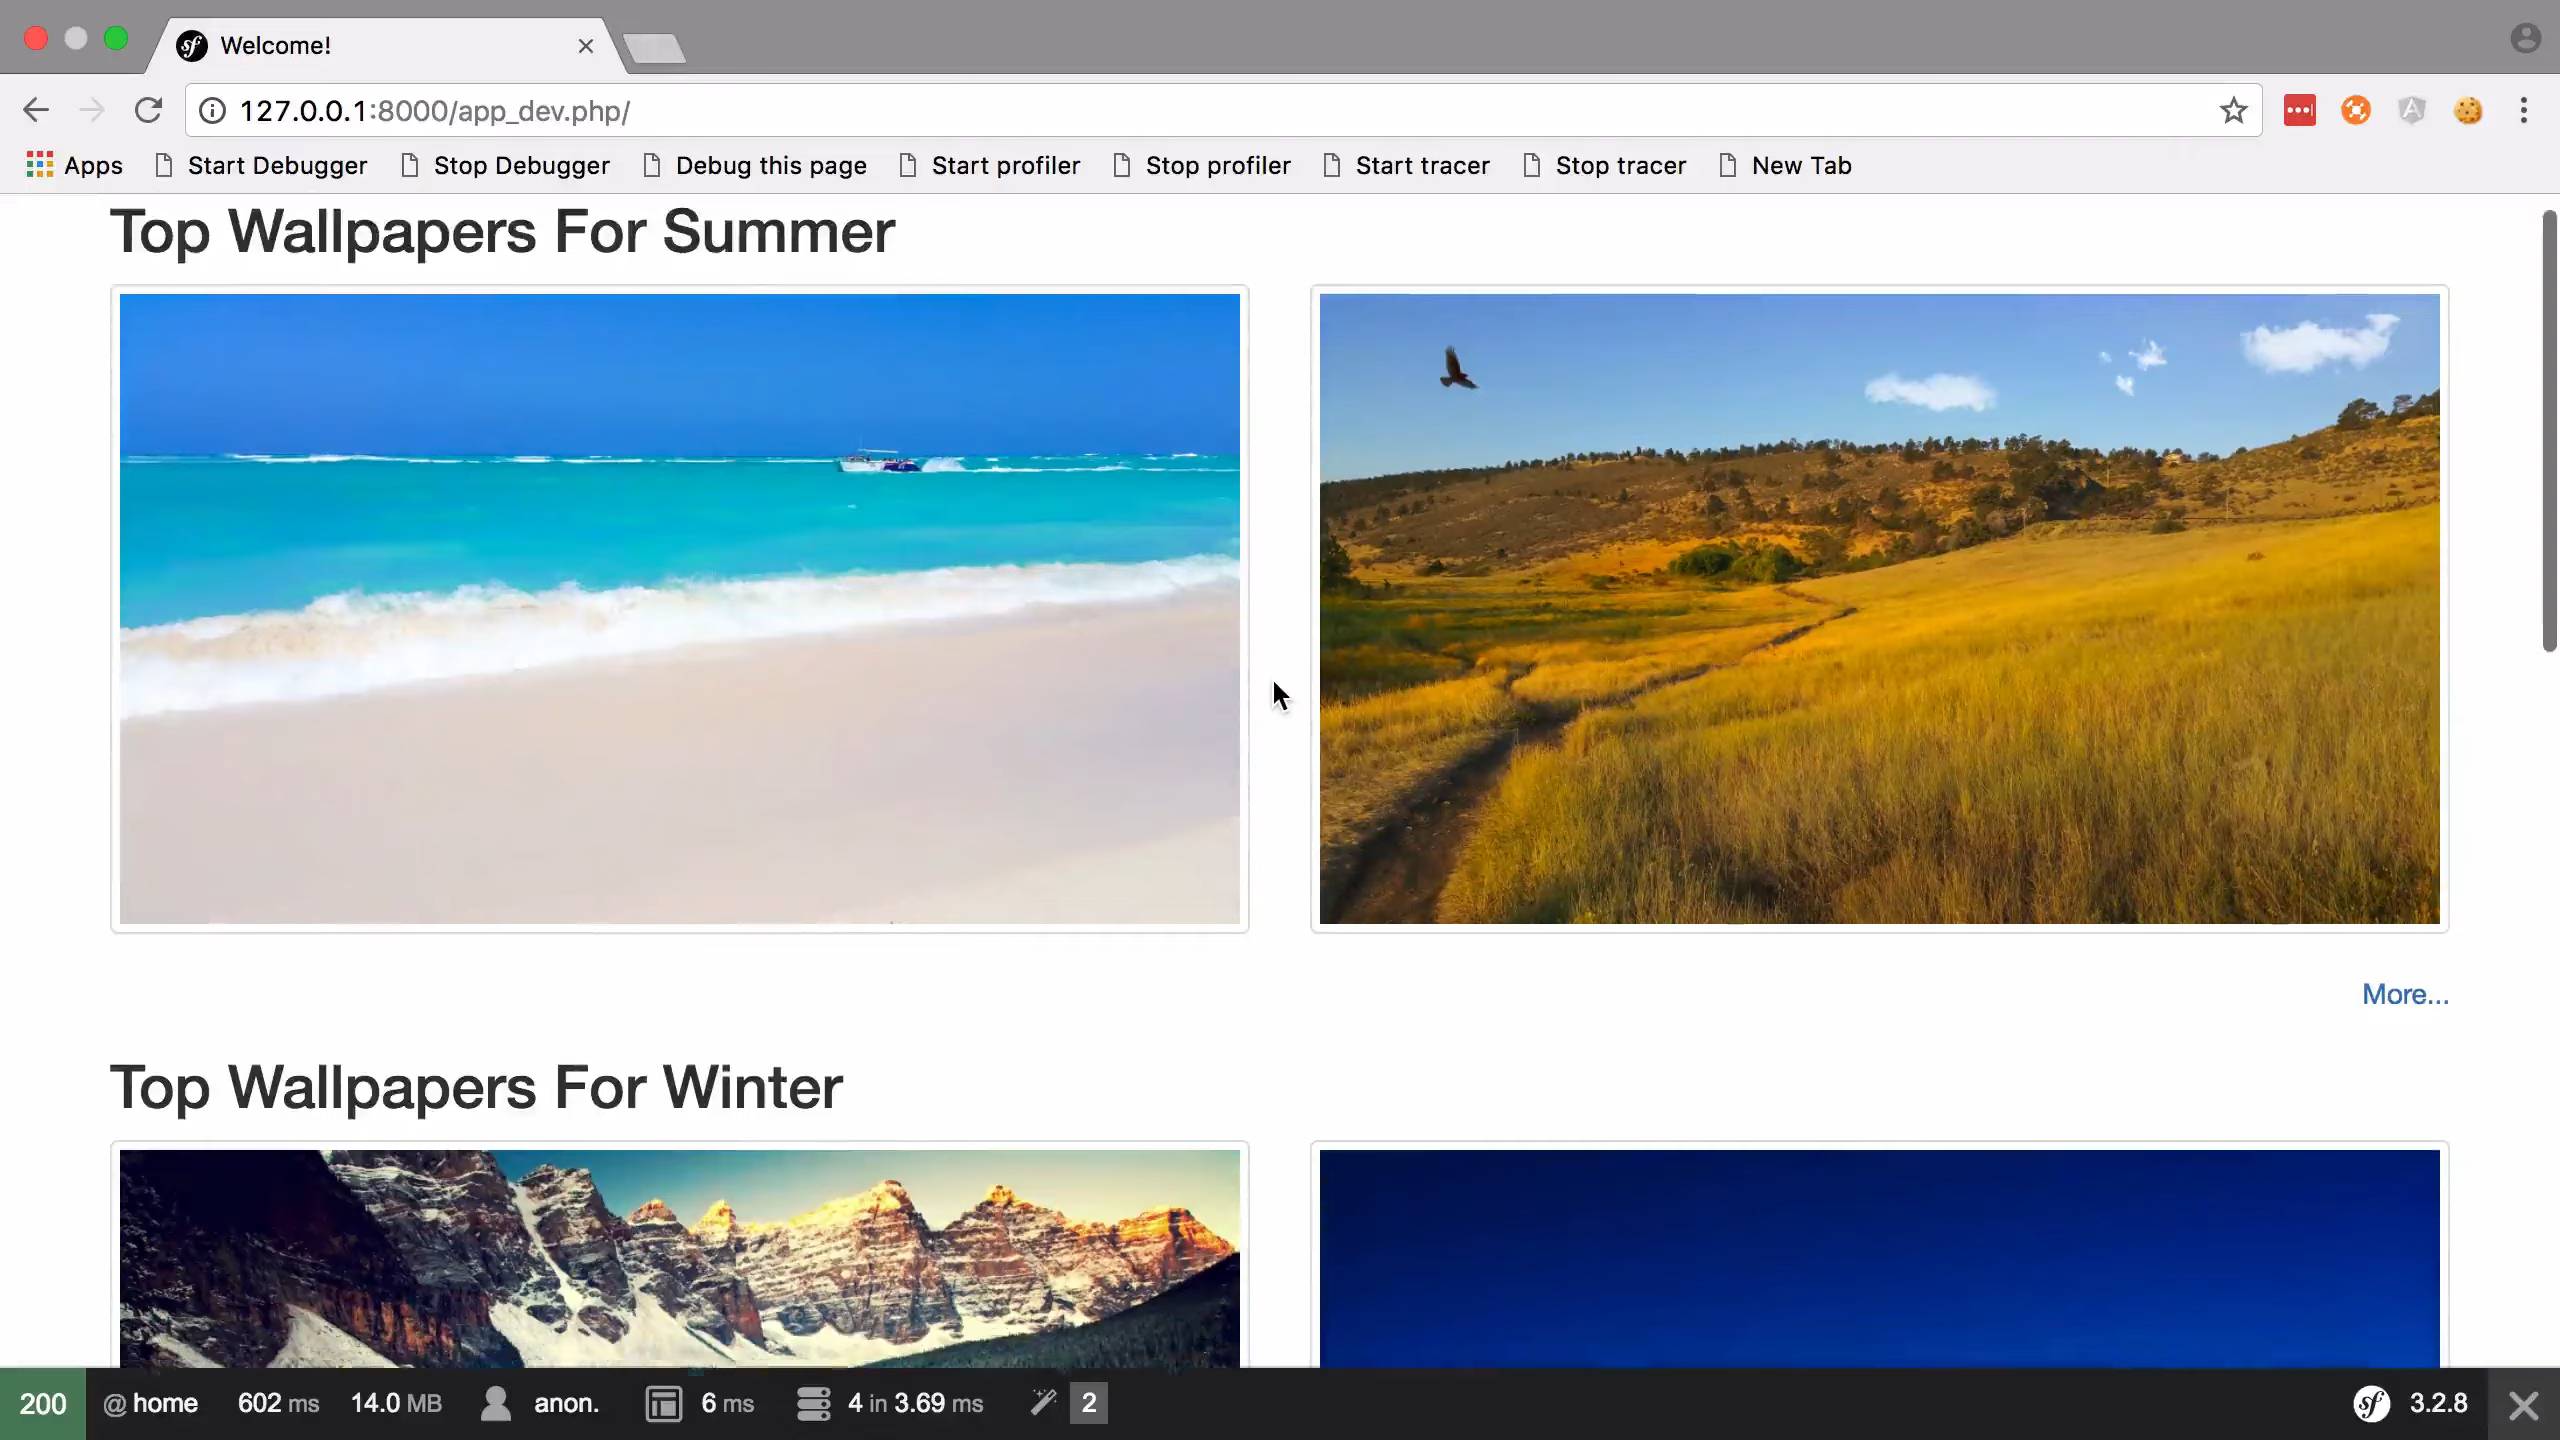 sf Welcome!
127.0.0.1:8000/app_dev.php/
Apps Start Debugger Stop Debugger Debug this page Start profiler Stop profiler Start tracer Stop tracer New Tab
Top Wallpapers For Summer
More...
Top Wallpapers For Winter
200 @ home 602 ms 14.0 MB anon. 6 ms 4 in 3.69 ms 2 sf 3.2.8